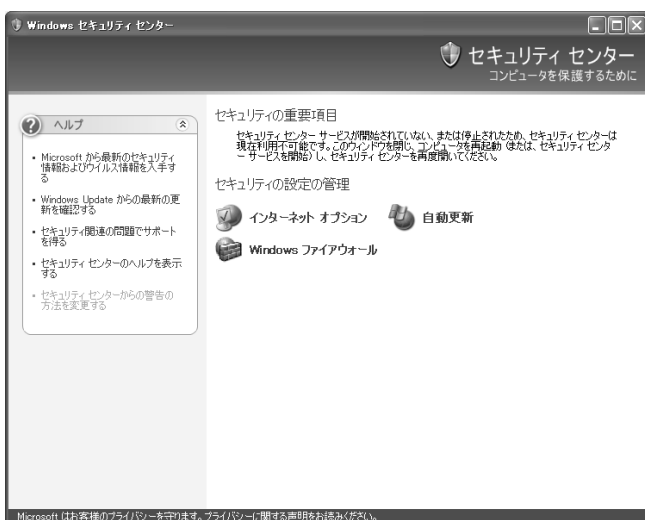 Windows セキュリティ センター
セキュリティ センター
コンピュータを保護するために
ヘルプ
• Microsoft から最新のセキュリティ
情報およびウイルス情報を入手す
る
• Windows Update からの最新の更
新を確認する
• セキュリティ関連の問題でサポート
を得る
• セキュリティ センターのヘルプを表示
する
• セキュリティ センターからの警告の
方法を変更する
セキュリティの重要項目
セキュリティ センター サービスが開始されていない、または停止されたため、セキュリティ センターは
現在利用不可能です。このウィンドウを閉じ、コンピュータを再起動 (または、セキュリティ センタ
ー サービスを開始) し、セキュリティ センターを再度開いてください。
セキュリティの設定の管理
インターネット オプション
自動更新
Windows ファイアウォール
Microsoft はお客様のプライバシーを守ります。プライバシーに関する声明をお読みください。